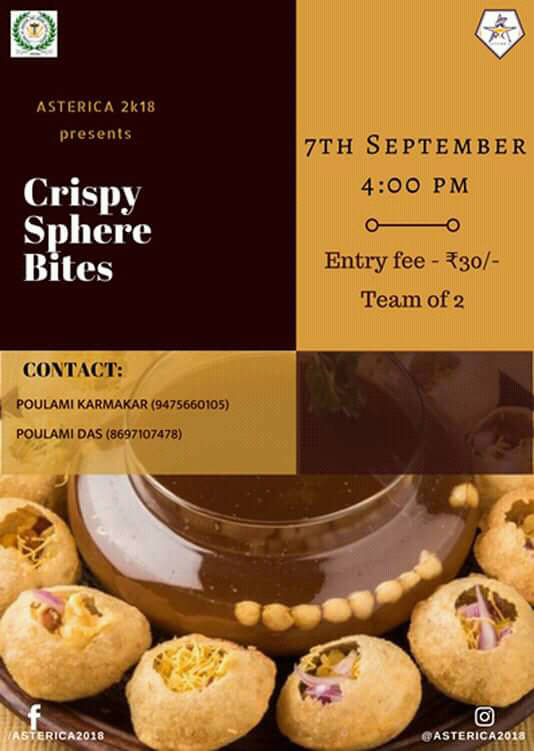 ASTERICA 2k18
presents
Crispy
Sphere
Bites
7TH SEPTEMBER
4:00 PM
Entry fee - ₹30/-
Team of 2
CONTACT:
POULAMI KARMAKAR (9475660105)
POULAMI DAS (8697107478)
/ASTERICA2018
@ASTERICA2018